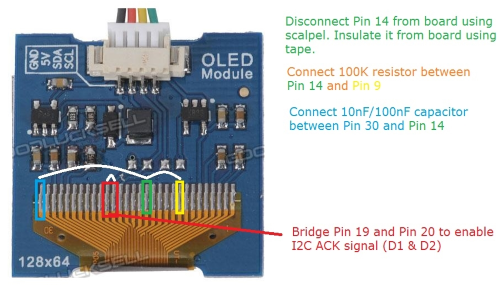 GND
5V
SDA
SCL
OLED
Module
SOOLUCKSELL
128x64
30
Disconnect Pin 14 from board using
scalpel. Insulate it from board using
tape.
Connect 100K resistor between
Pin 14 and Pin 9
Connect 10nF/100nF capacitor
between Pin 30 and Pin 14
Bridge Pin 19 and Pin 20 to enable
I2C ACK signal (D1 & D2)